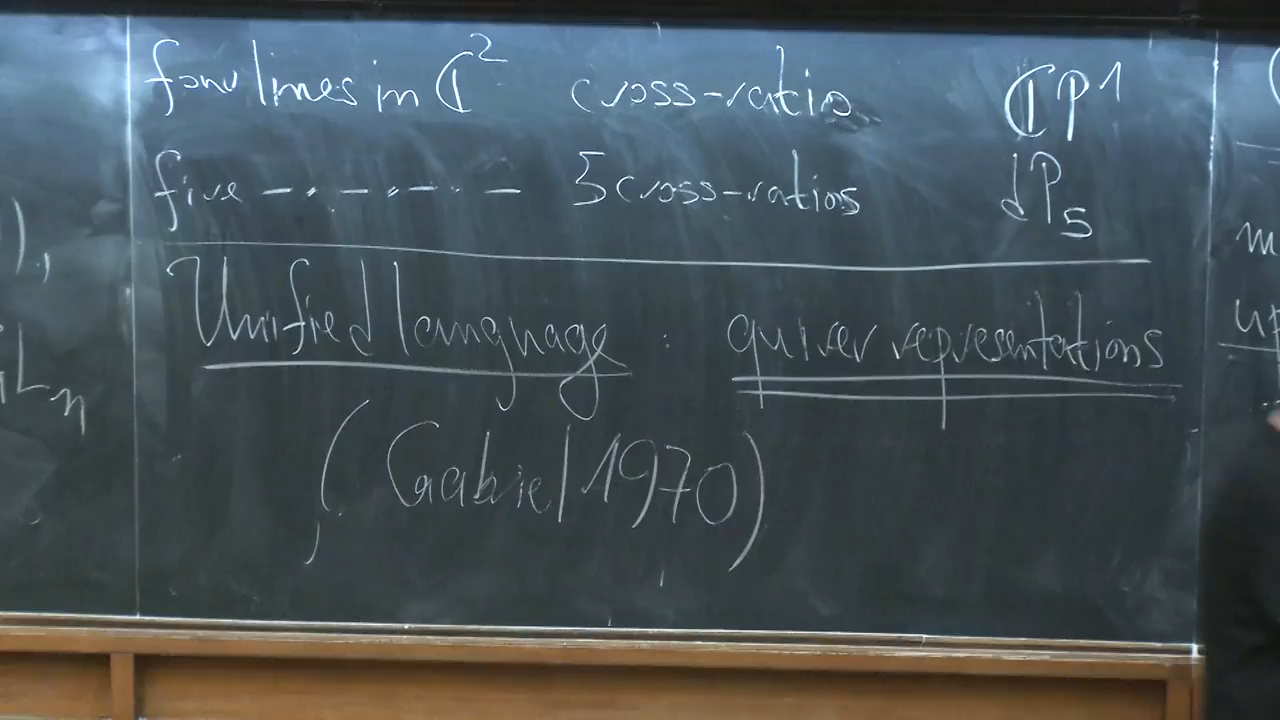 four lines in ℂ² cross-ratio ℂP¹
five -·-·-·- 5 cross-ratios dP₅
Unified language : quiver representations
(Gabriel 1970)